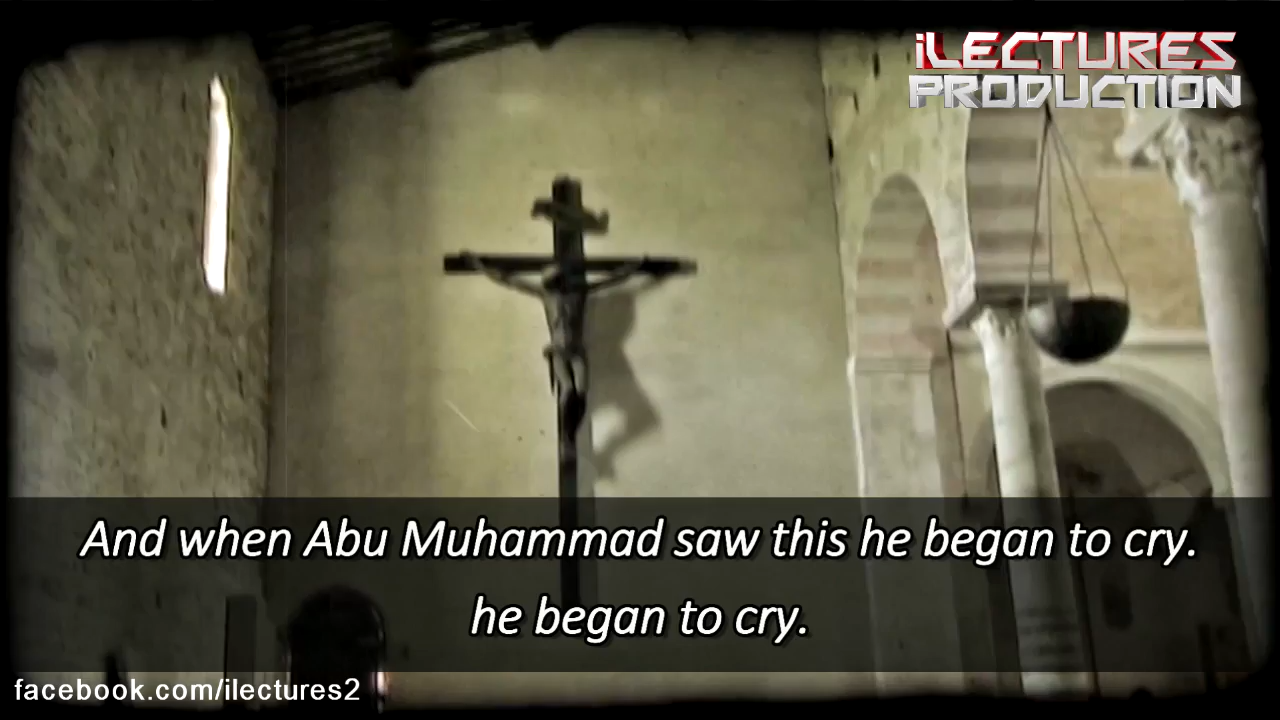 iLECTURES
PRODUCTION
And when Abu Muhammad saw this he began to cry.
he began to cry.
facebook.com/ilectures2